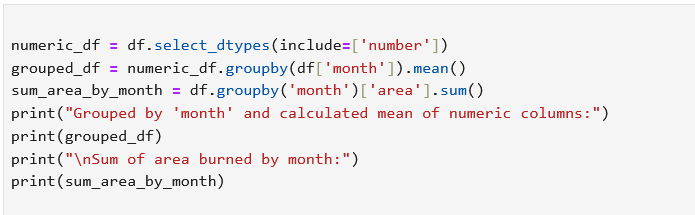 numeric_df = df.select_dtypes(include=['number'])
grouped_df = numeric_df.groupby(df['month']).mean()
sum_area_by_month = df.groupby('month')['area'].sum()
print("Grouped by 'month' and calculated mean of numeric columns:")
print(grouped_df)
print("\nSum of area burned by month:")
print(sum_area_by_month)